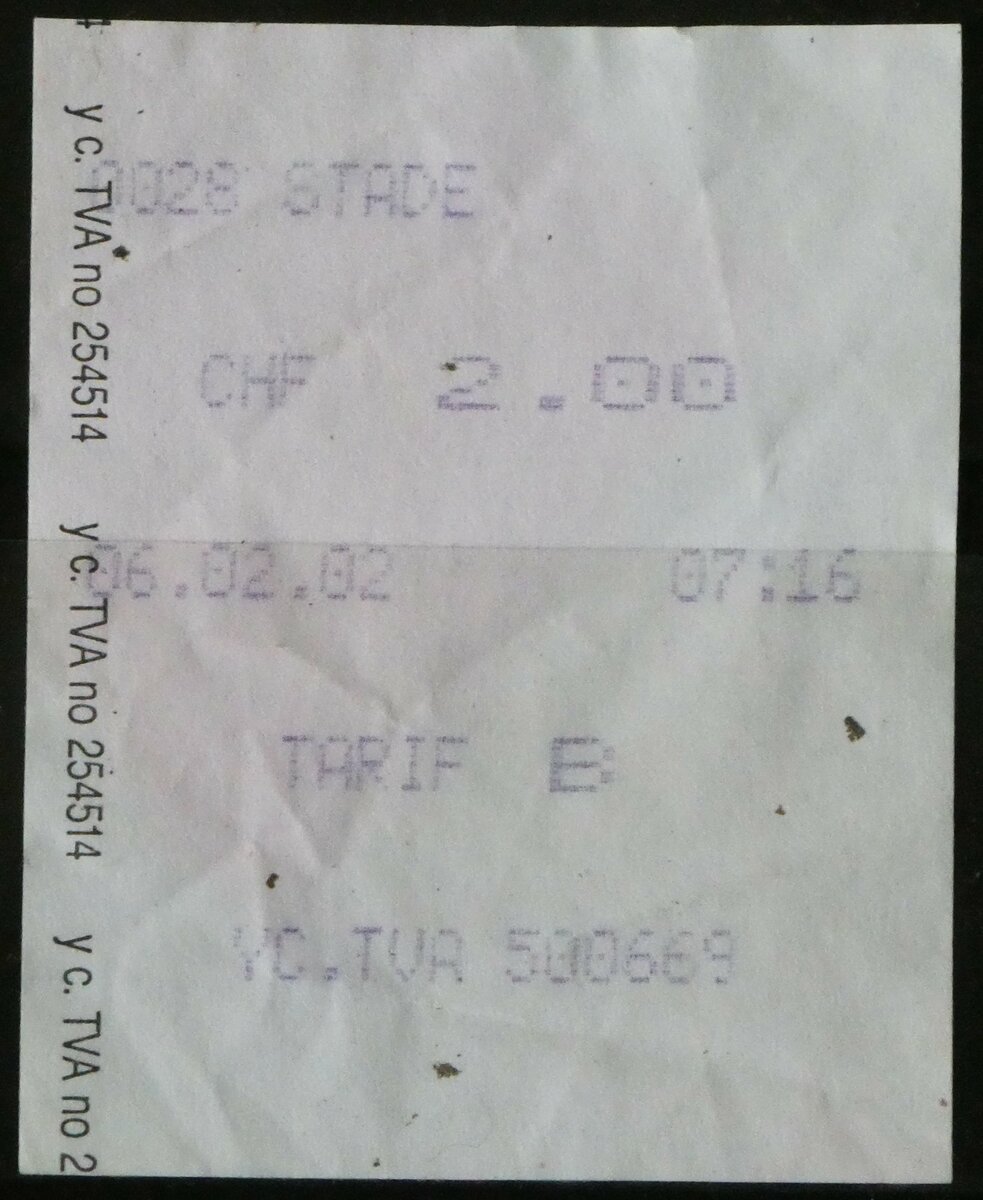 0028 STADE
CHF 2.00
06.02.02 07:16
TARIF B
YC.TVA 500669
y c. TVA no 254514 y c. TVA no 254514 y c. TVA no 2